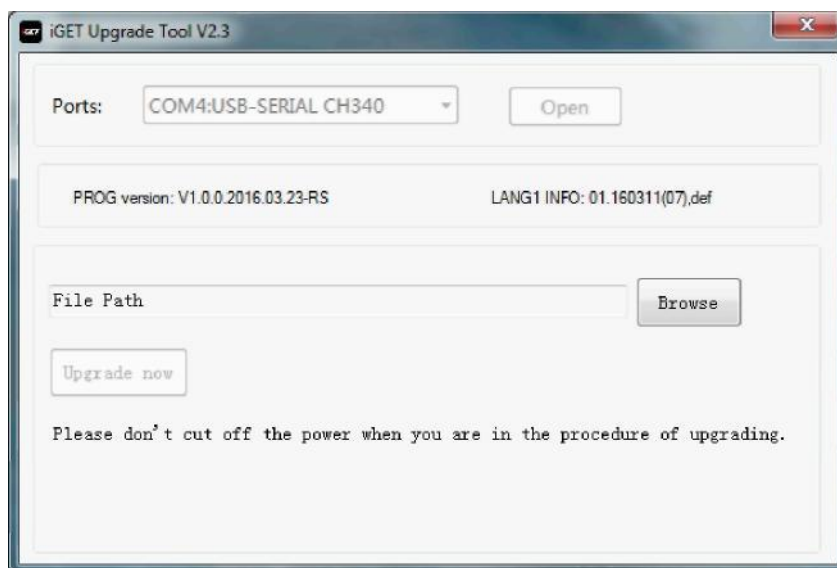 iGET Upgrade Tool V2.3
Ports: COM4:USB-SERIAL CH340 Open
PROG version: V1.0.0.2016.03.23-RS LANG1 INFO: 01.160311(07),def
File Path Browse
Upgrade now
Please don't cut off the power when you are in the procedure of upgrading.